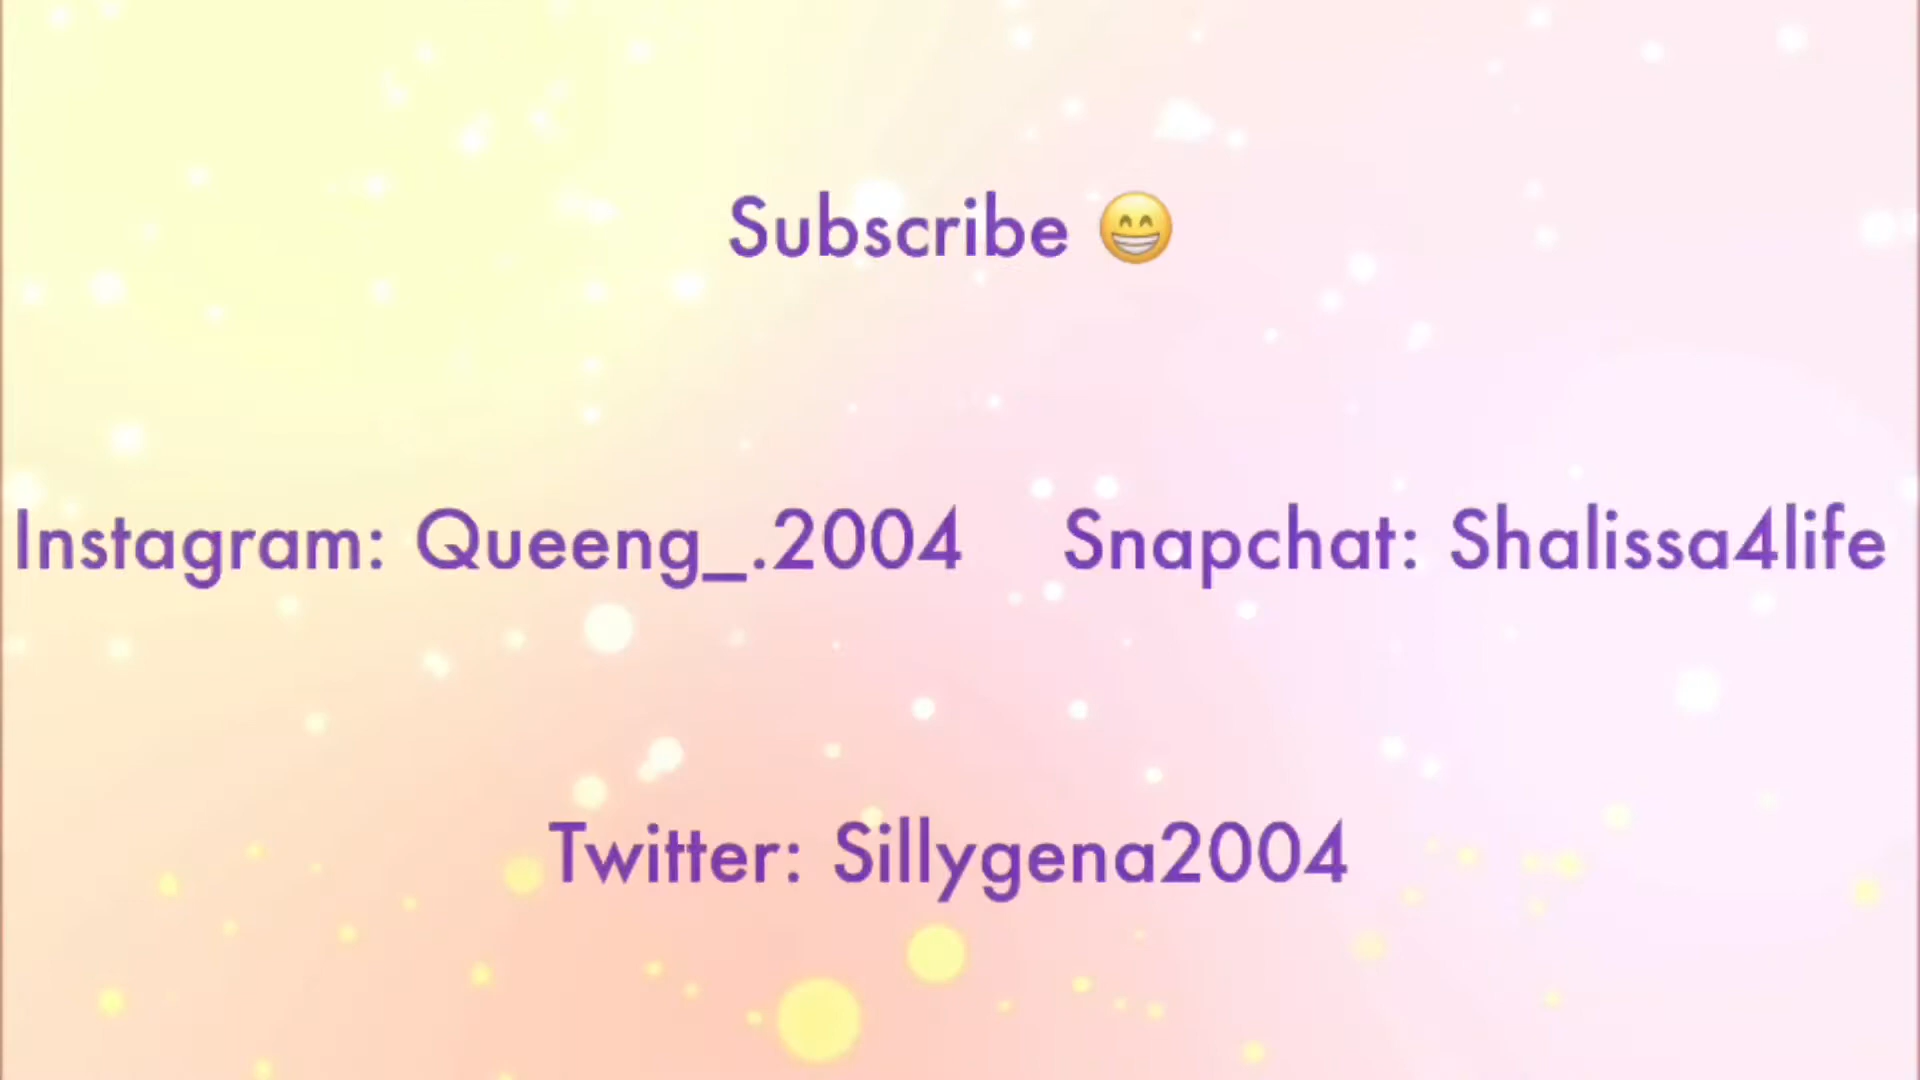 Subscribe 😁
Instagram: Queeng_.2004 Snapchat: Shalissa4life
Twitter: Sillygena2004